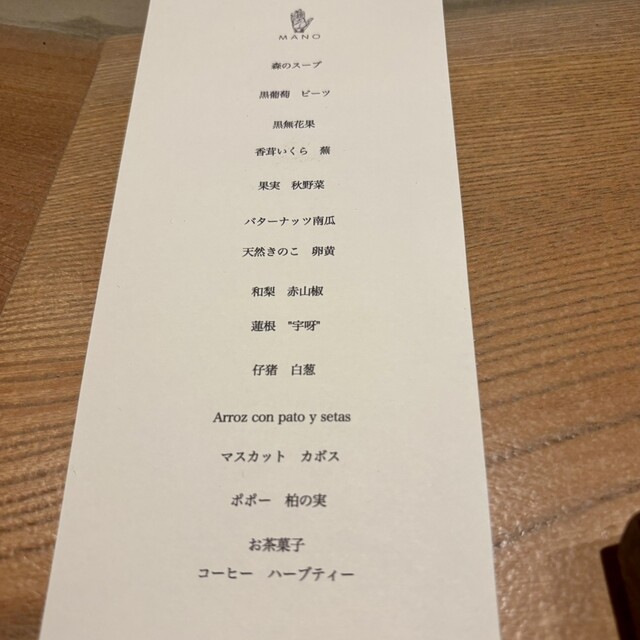 MANO
森のスープ
黒葡萄　ビーツ
黒無花果
香茸いくら　蕪
果実　秋野菜
バターナッツ南瓜
天然きのこ　卵黄
和梨　赤山椒
蓮根　"宇呀"
仔猪　白葱
Arroz con pato y setas
マスカット　カボス
ポポー　柏の実
お茶菓子
コーヒー　ハーブティー